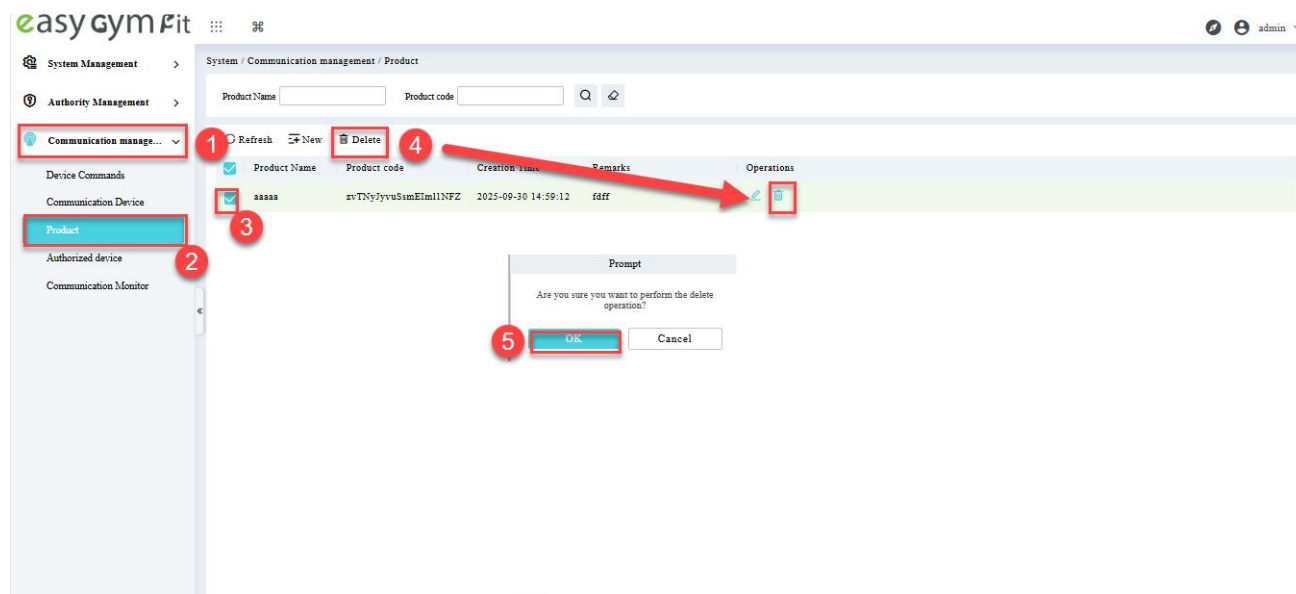 easy Gym Fit
admin
System Management
Authority Management
Communication manage...
Device Commands
Communication Device
Product
Authorized device
Communication Monitor
System / Communication management / Product
Product Name
Product code
1
Refresh
New
Delete
4
Product Name
Product code
Creation Time
Remarks
Operations
aaaaa
2025-09-30 14:59:12
fdff
3
2
Prompt
Are you sure you want to perform the delete
operation?
5
OK
Cancel